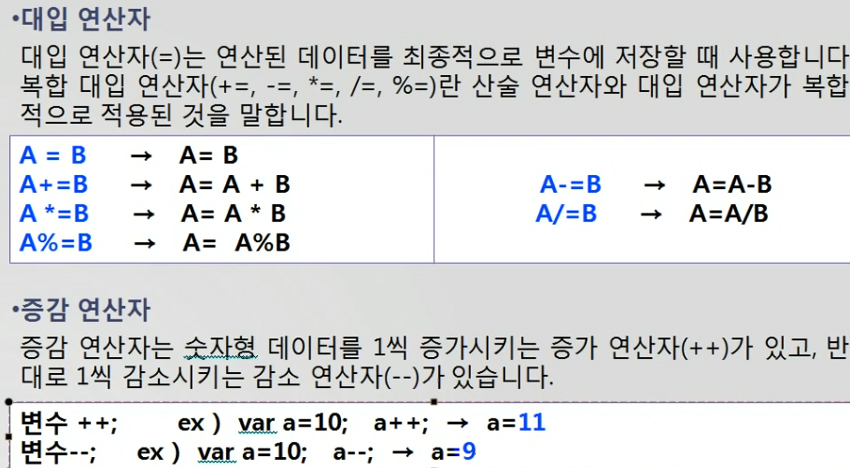 •대입 연산자
대입 연산자(=)는 연산된 데이터를 최종적으로 변수에 저장할 때 사용합니다
복합 대입 연산자(+=, -=, *=, /=, %=)란 산술 연산자와 대입 연산자가 복합
적으로 적용된 것을 말합니다.
A = B → A= B
A+=B → A= A + B
A *=B → A= A * B
A%=B → A= A%B
A-=B → A=A-B
A/=B → A=A/B
•증감 연산자
증감 연산자는 숫자형 데이터를 1씩 증가시키는 증가 연산자(++)가 있고, 반
대로 1씩 감소시키는 감소 연산자(--)가 있습니다.
변수 ++; ex ) var a=10; a++; → a=11
변수--; ex ) var a=10; a--; → a=9